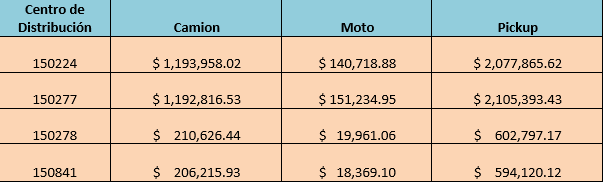 Centro de
Distribución Camion Moto Pickup
150224 $ 1,193,958.02 $ 140,718.88 $ 2,077,865.62
150277 $ 1,192,816.53 $ 151,234.95 $ 2,105,393.43
150278 $ 210,626.44 $ 19,961.06 $ 602,797.17
150841 $ 206,215.93 $ 18,369.10 $ 594,120.12